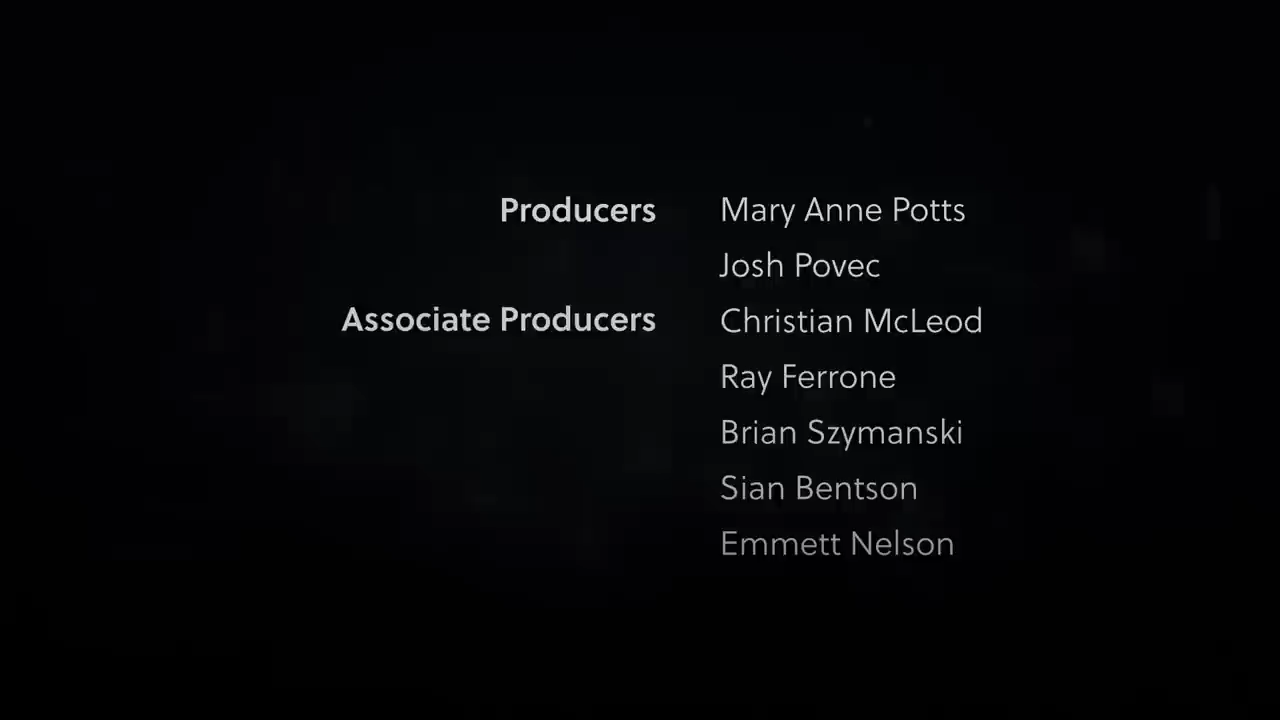 Producers Mary Anne Potts
Josh Povec
Associate Producers Christian McLeod
Ray Ferrone
Brian Szymanski
Sian Bentson
Emmett Nelson